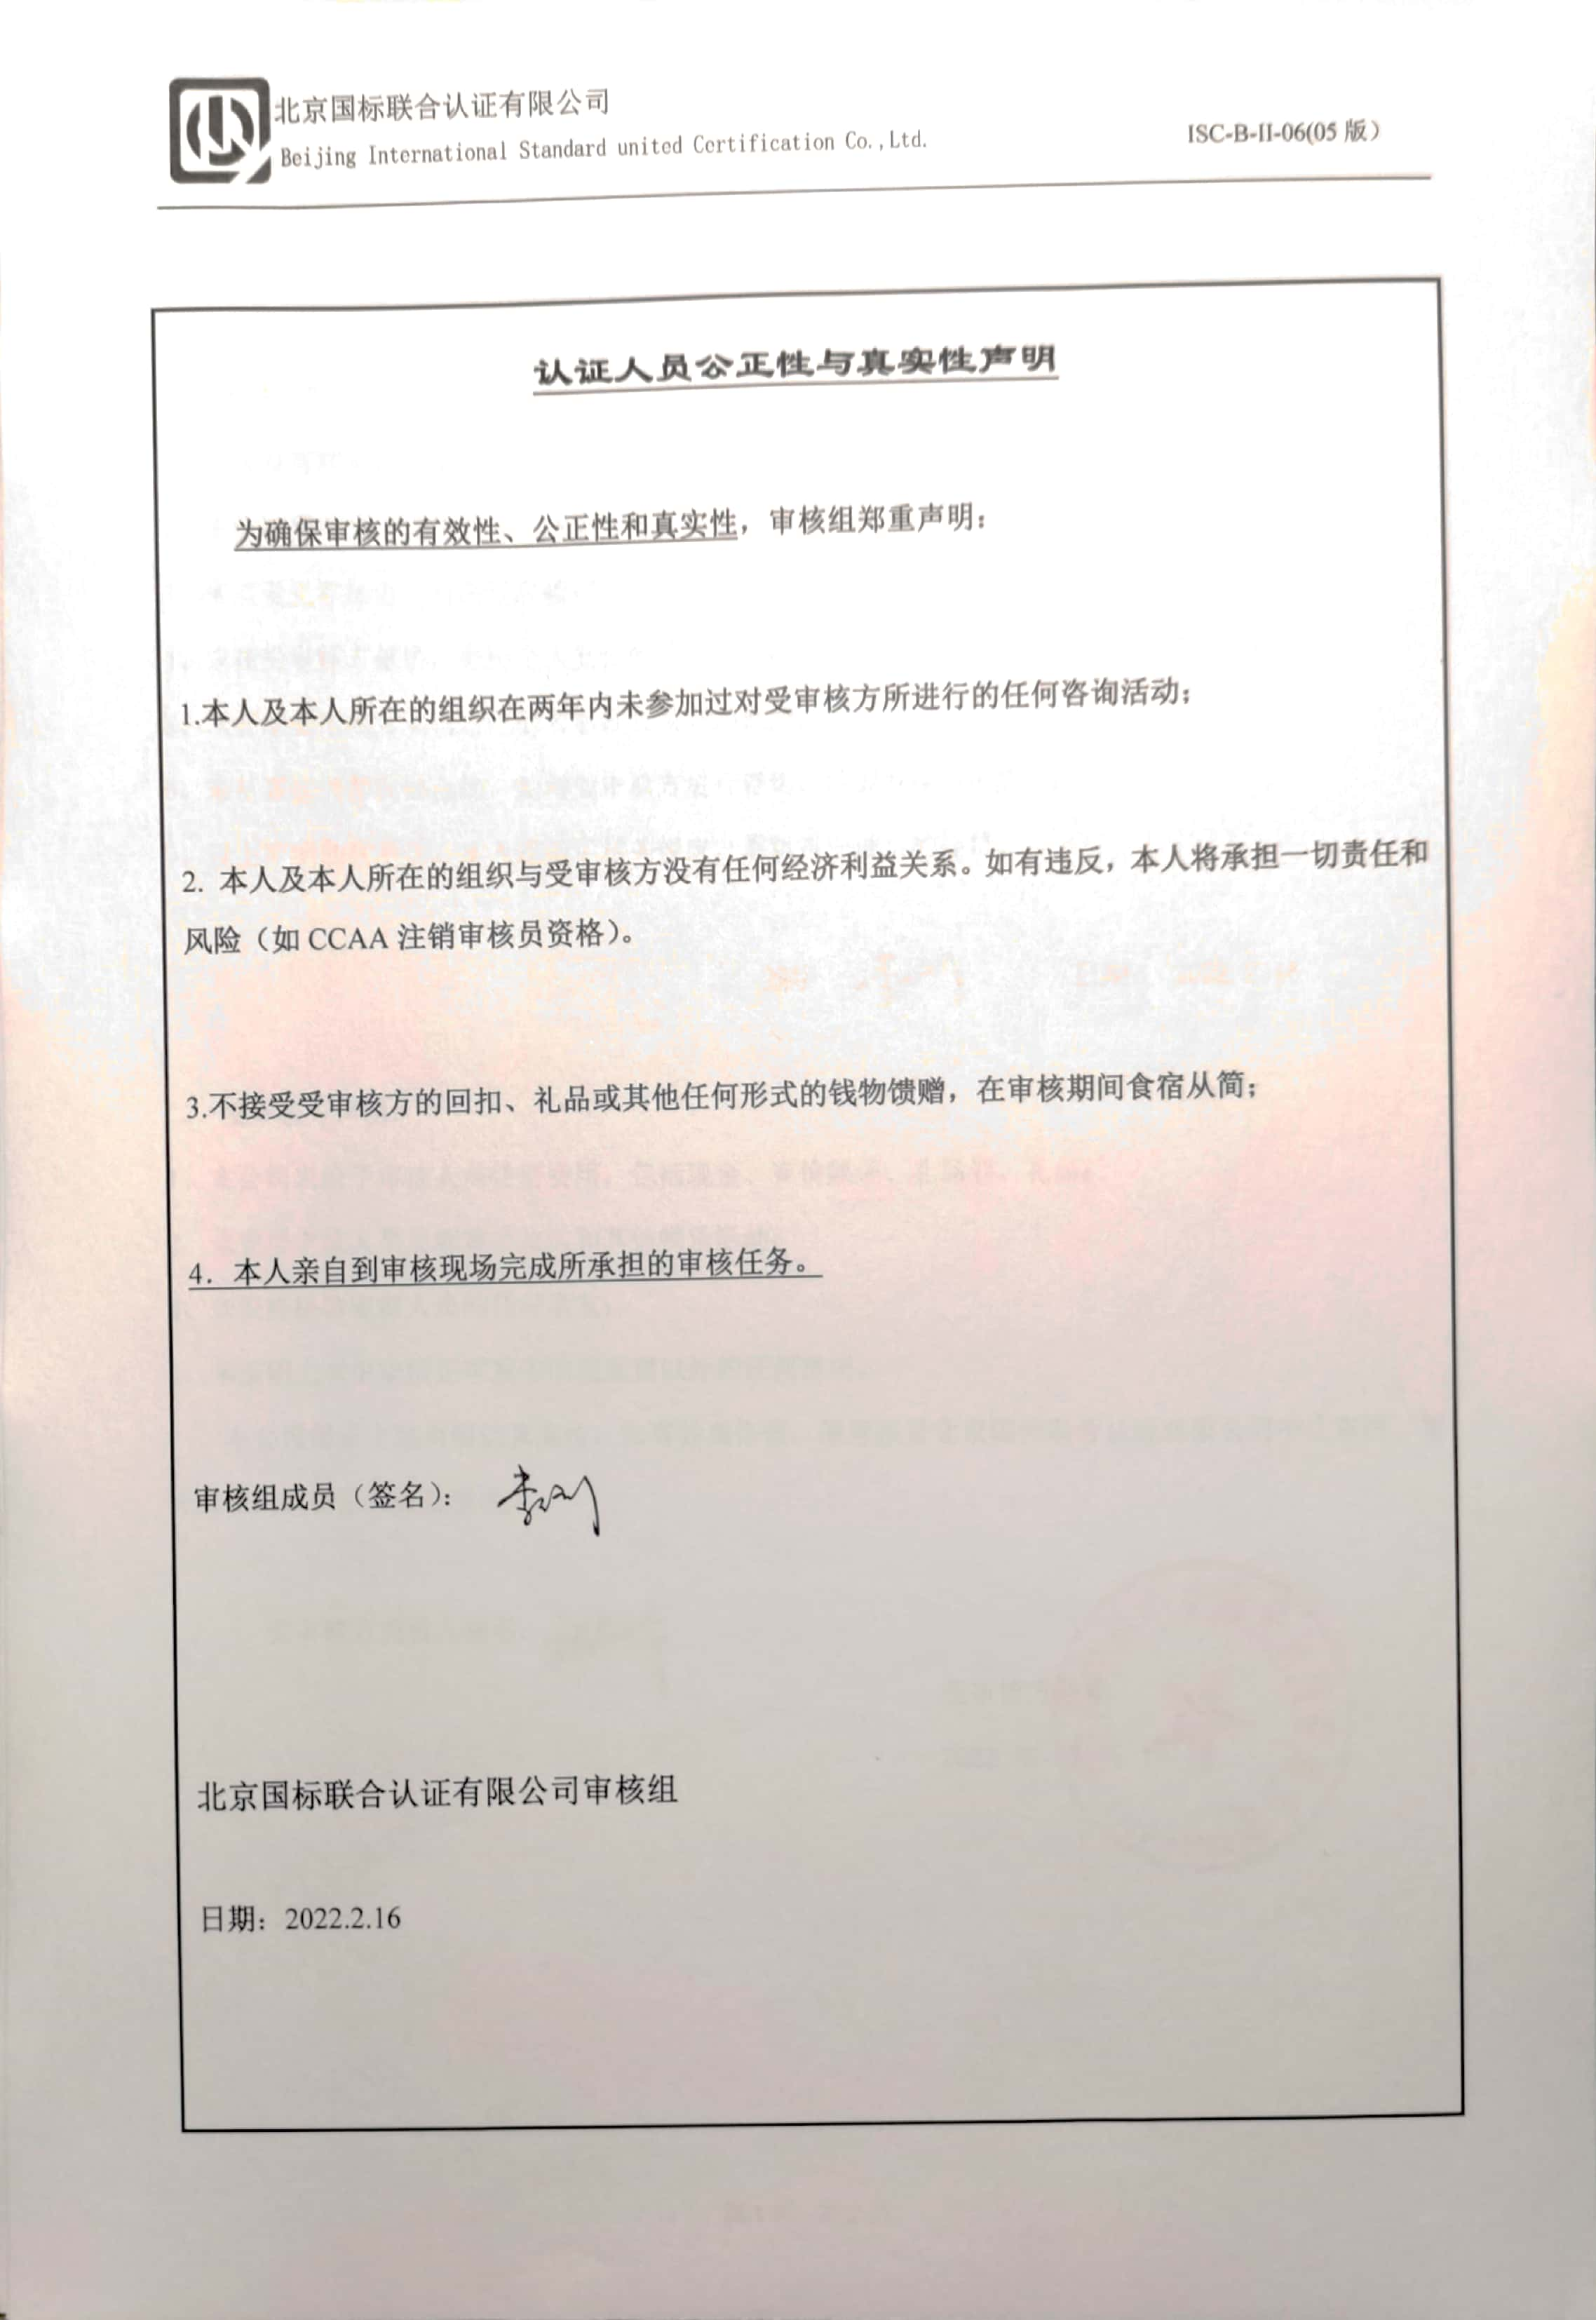 北京国标联合认证有限公司
Beijing International Standard united Certification Co.,Ltd.
ISC-B-II-06(05 版）
认证人员公正性与真实性声明
为确保审核的有效性、公正性和真实性，审核组郑重声明：
1.本人及本人所在的组织在两年内未参加过对受审核方所进行的任何咨询活动；
2. 本人及本人所在的组织与受审核方没有任何经济利益关系。如有违反，本人将承担一切责任和
风险（如 CCAA 注销审核员资格）。
3.不接受受审核方的回扣、礼品或其他任何形式的钱物馈赠，在审核期间食宿从简；
4．本人亲自到审核现场完成所承担的审核任务。
审核组成员（签名）：
北京国标联合认证有限公司审核组
日期：2022.2.16